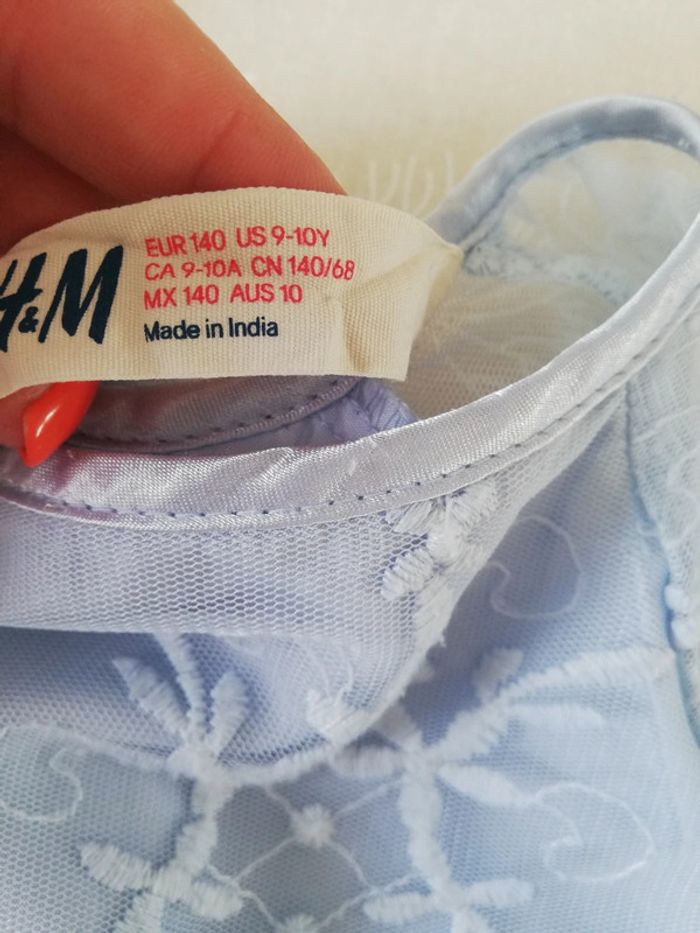 H&M
EUR 140 US 9-10Y
CA 9-10A CN 140/68
MX 140 AUS 10
Made in India